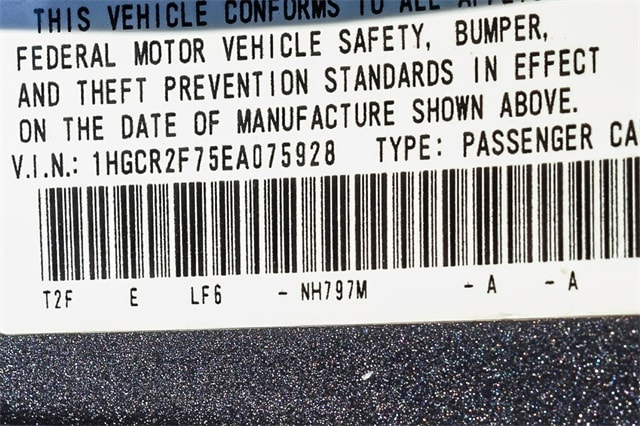 THIS VEHICLE CONFORMS TO ALL
FEDERAL MOTOR VEHICLE SAFETY, BUMPER,
AND THEFT PREVENTION STANDARDS IN EFFECT
ON THE DATE OF MANUFACTURE SHOWN ABOVE.
V.I.N.: 1HGCR2F75EA075928 TYPE: PASSENGER CA
T2F E LF6 - NH797M - A - A